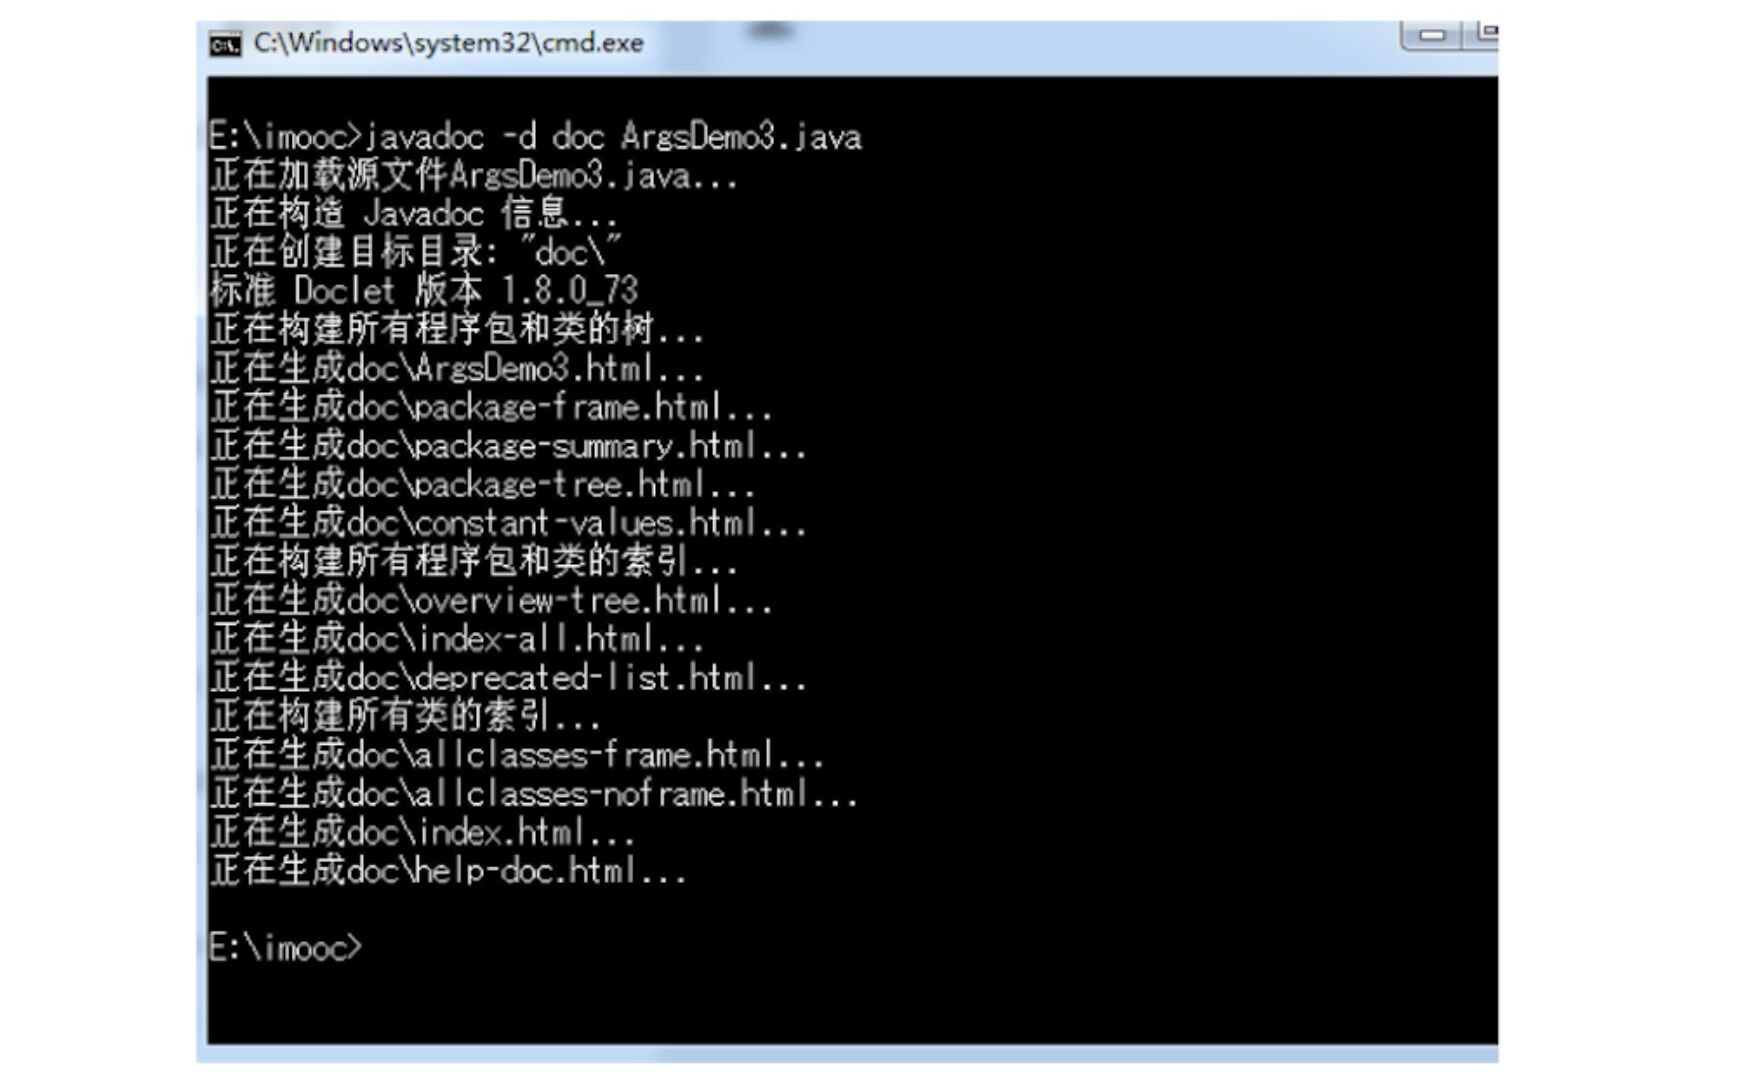 C:\Windows\system32\cmd.exe
E:\imooc>javadoc -d doc ArgsDemo3.java
正在加载源文件ArgsDemo3.java...
正在构造 Javadoc 信息...
正在创建目标目录: "doc\"
标准 Doclet 版本 1.8.0_73
正在构建所有程序包和类的树...
正在生成doc\ArgsDemo3.html...
正在生成doc\package-frame.html...
正在生成doc\package-summary.html...
正在生成doc\package-tree.html...
正在生成doc\constant-values.html...
正在构建所有程序包和类的索引...
正在生成doc\overview-tree.html...
正在生成doc\index-all.html...
正在生成doc\deprecated-list.html...
正在构建所有类的索引...
正在生成doc\allclasses-frame.html...
正在生成doc\allclasses-noframe.html...
正在生成doc\index.html...
正在生成doc\help-doc.html...
E:\imooc>